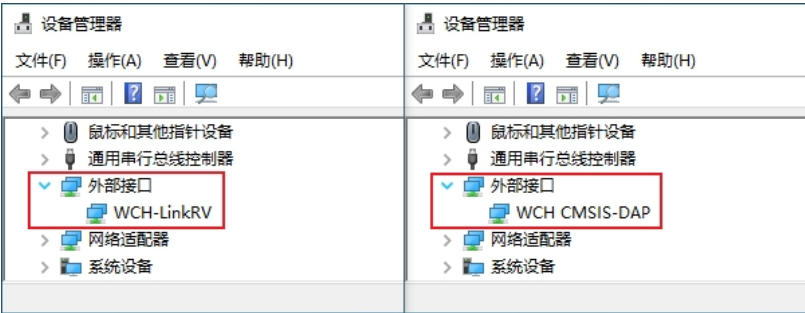 设备管理器
文件(F) 操作(A) 查看(V) 帮助(H)
鼠标和其他指针设备
通用串行总线控制器
外部接口
WCH-LinkRV
网络适配器
系统设备
设备管理器
文件(F) 操作(A) 查看(V) 帮助(H)
鼠标和其他指针设备
通用串行总线控制器
外部接口
WCH CMSIS-DAP
网络适配器
系统设备